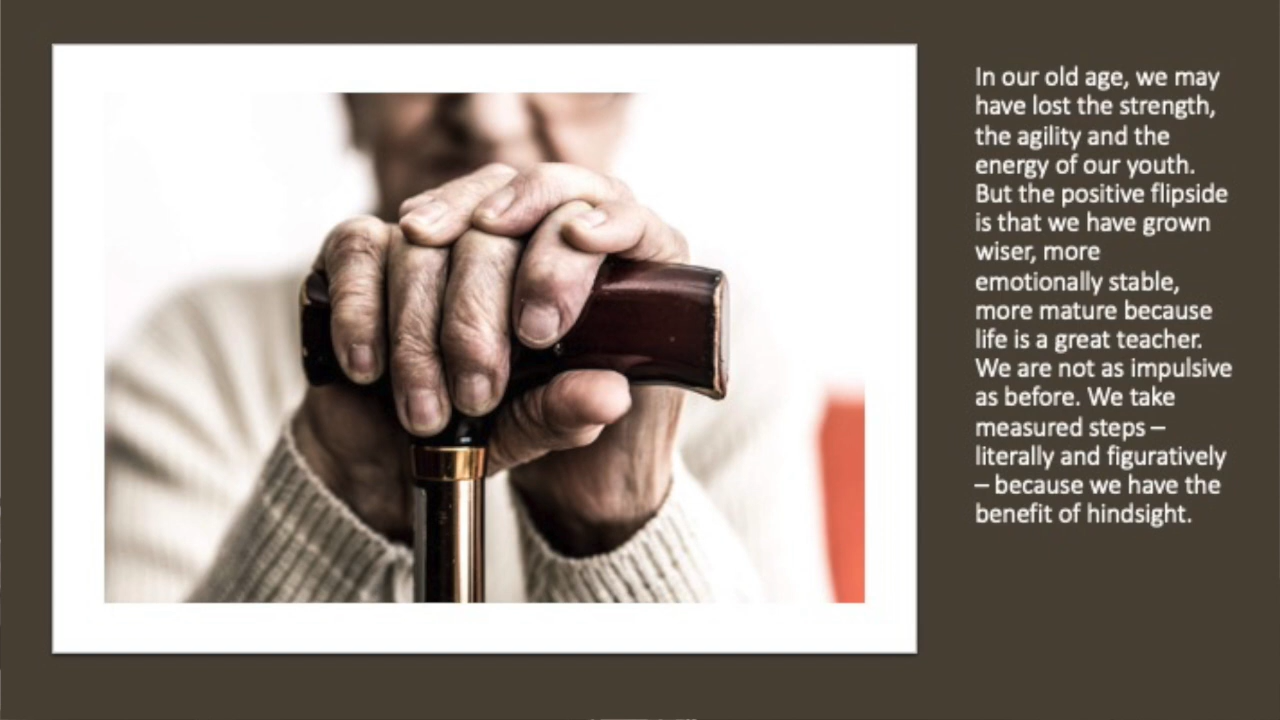 In our old age, we may
have lost the strength,
the agility and the
energy of our youth.
But the positive flipside
is that we have grown
wiser, more
emotionally stable,
more mature because
life is a great teacher.
We are not as impulsive
as before. We take
measured steps –
literally and figuratively
– because we have the
benefit of hindsight.